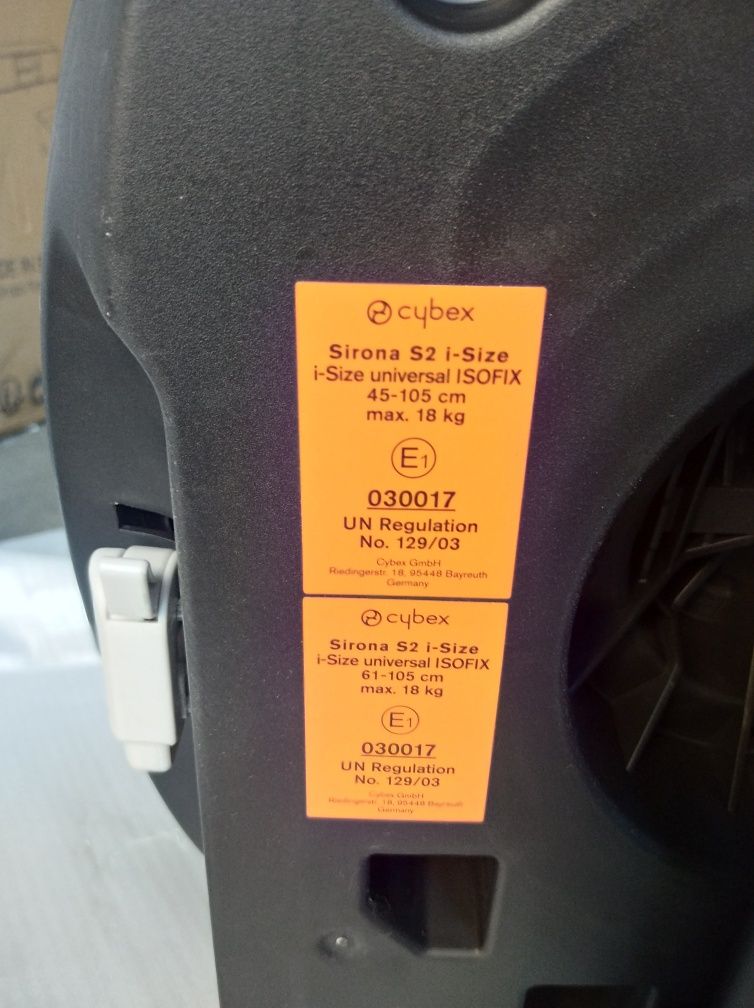 cybex
Sirona S2 i-Size
i-Size universal ISOFIX
45-105 cm
max. 18 kg
E1
030017
UN Regulation
No. 129/03
Cybex GmbH
Riedingerstr. 18, 95448 Bayreuth
Germany
cybex
Sirona S2 i-Size
i-Size universal ISOFIX
61-105 cm
max. 18 kg
E1
030017
UN Regulation
No. 129/03
Cybex GmbH
Riedingerstr. 18, 95448 Bayreuth
Germany